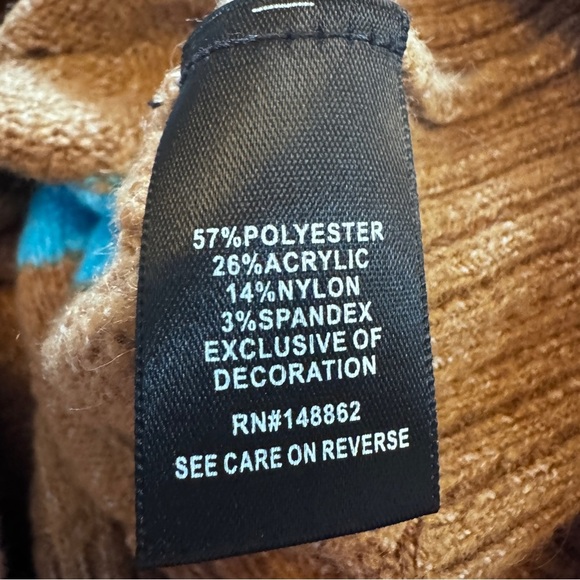 57%POLYESTER
26%ACRYLIC
14%NYLON
3%SPANDEX
EXCLUSIVE OF
DECORATION
RN#148862
SEE CARE ON REVERSE